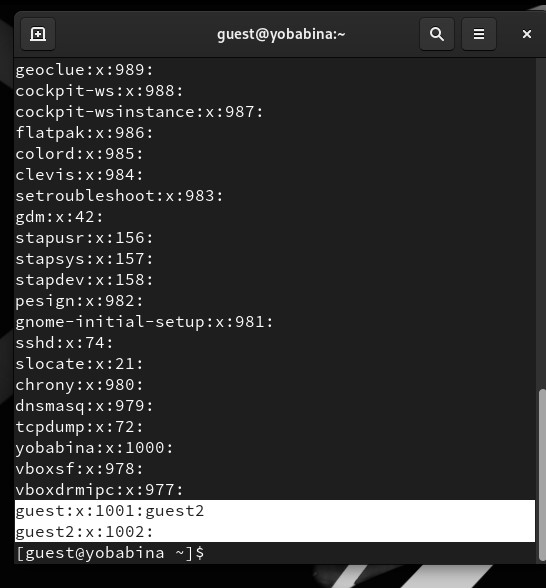 guest@yobabina:~
geoclue:x:989:
cockpit-ws:x:988:
cockpit-wsinstance:x:987:
flatpak:x:986:
colord:x:985:
clevis:x:984:
setroubleshoot:x:983:
gdm:x:42:
stapusr:x:156:
stapsys:x:157:
stapdev:x:158:
pesign:x:982:
gnome-initial-setup:x:981:
sshd:x:74:
slocate:x:21:
chrony:x:980:
dnsmasq:x:979:
tcpdump:x:72:
yobabina:x:1000:
vboxsf:x:978:
vboxdrmipc:x:977:
guest:x:1001:guest2
guest2:x:1002:
[guest@yobabina ~]$